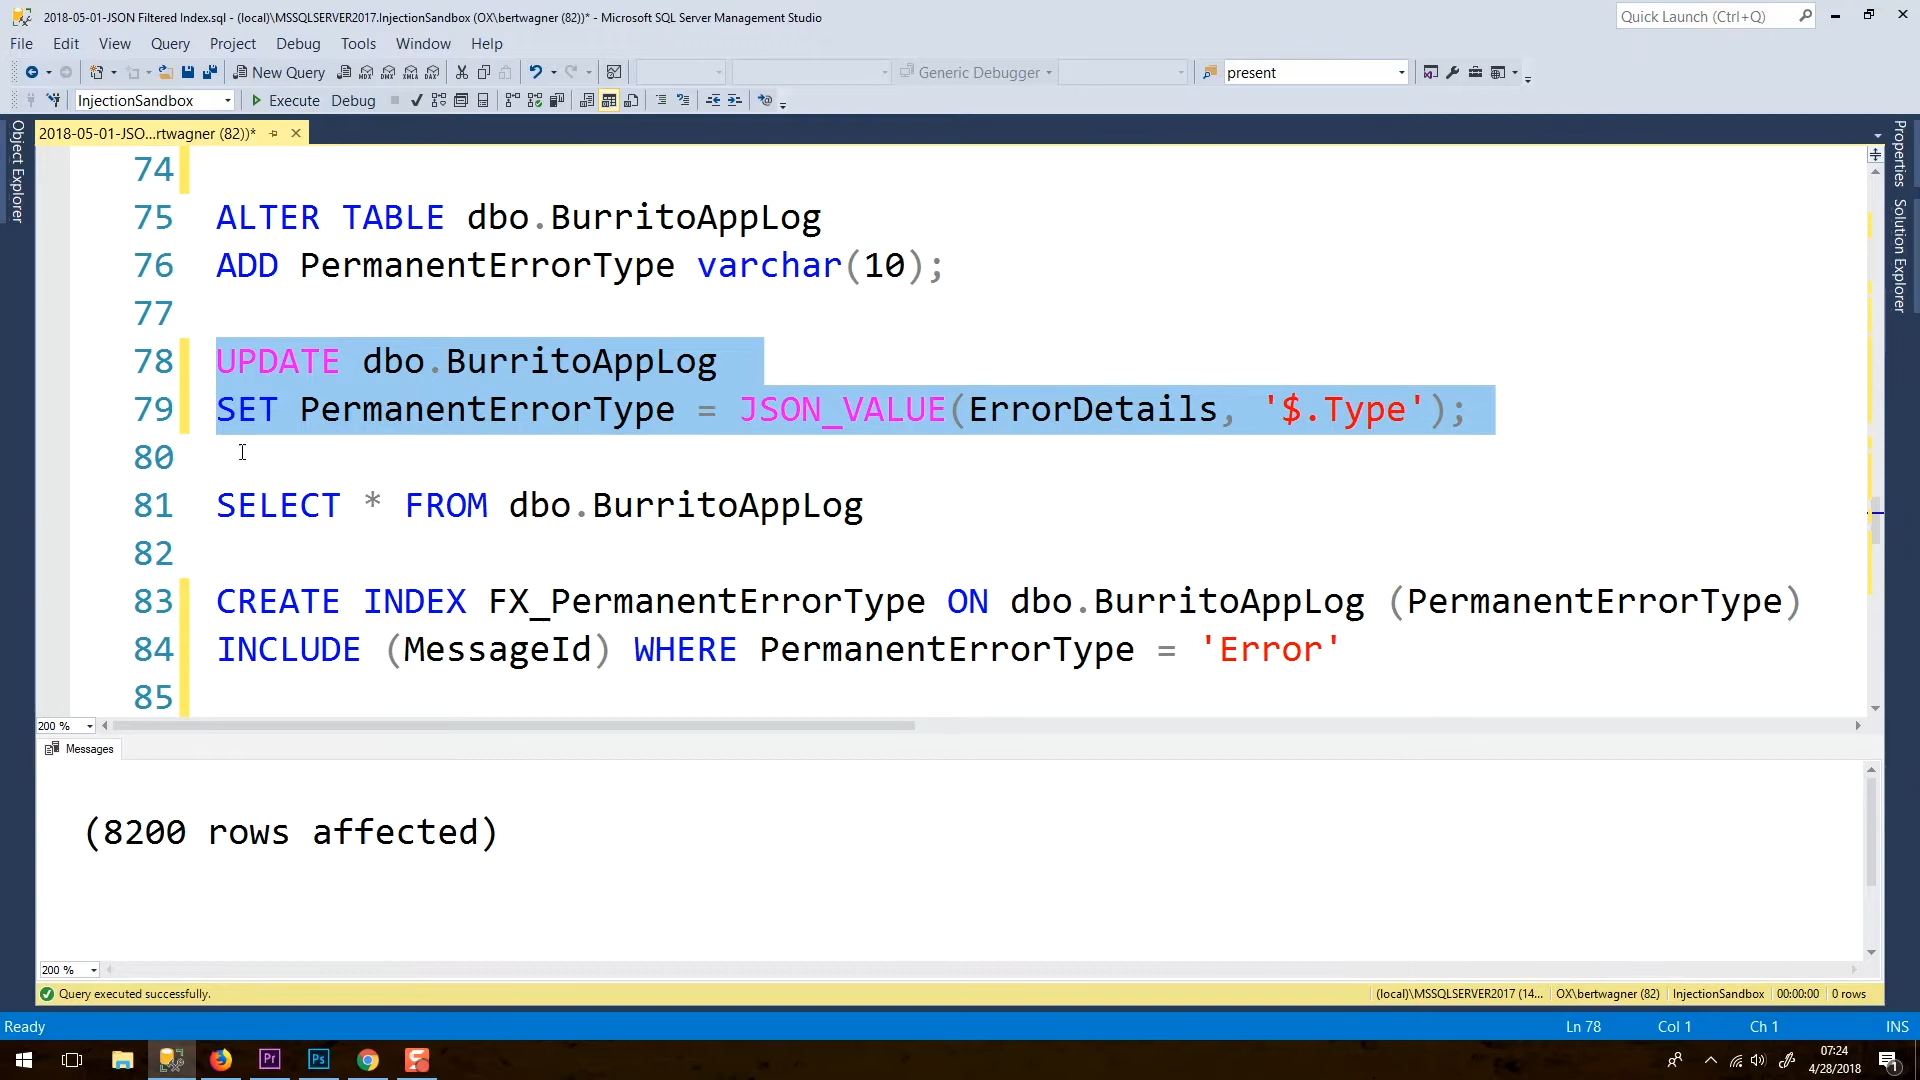 2018-05-01-JSON Filtered Index.sql - (local)\MSSQLSERVER2017.InjectionSandbox (OX\bertwagner (82))* - Microsoft SQL Server Management Studio
Quick Launch (Ctrl+Q)
File Edit View Query Project Debug Tools Window Help
New Query Generic Debugger present
InjectionSandbox Execute Debug
2018-05-01-JSO...rtwagner (82))*
Object Explorer
Properties
Solution Explorer
74
75 ALTER TABLE dbo.BurritoAppLog
76 ADD PermanentErrorType varchar(10);
77
78 UPDATE dbo.BurritoAppLog
79 SET PermanentErrorType = JSON_VALUE(ErrorDetails, '$.Type');
80
81 SELECT * FROM dbo.BurritoAppLog
82
83 CREATE INDEX FX_PermanentErrorType ON dbo.BurritoAppLog (PermanentErrorType)
84 INCLUDE (MessageId) WHERE PermanentErrorType = 'Error'
85
200 %
Messages
(8200 rows affected)
200 %
Query executed successfully. (local)\MSSQLSERVER2017 (14... OX\bertwagner (82) InjectionSandbox 00:00:00 0 rows
Ready Ln 78 Col 1 Ch 1 INS
Pr Ps
07:24
4/28/2018
1